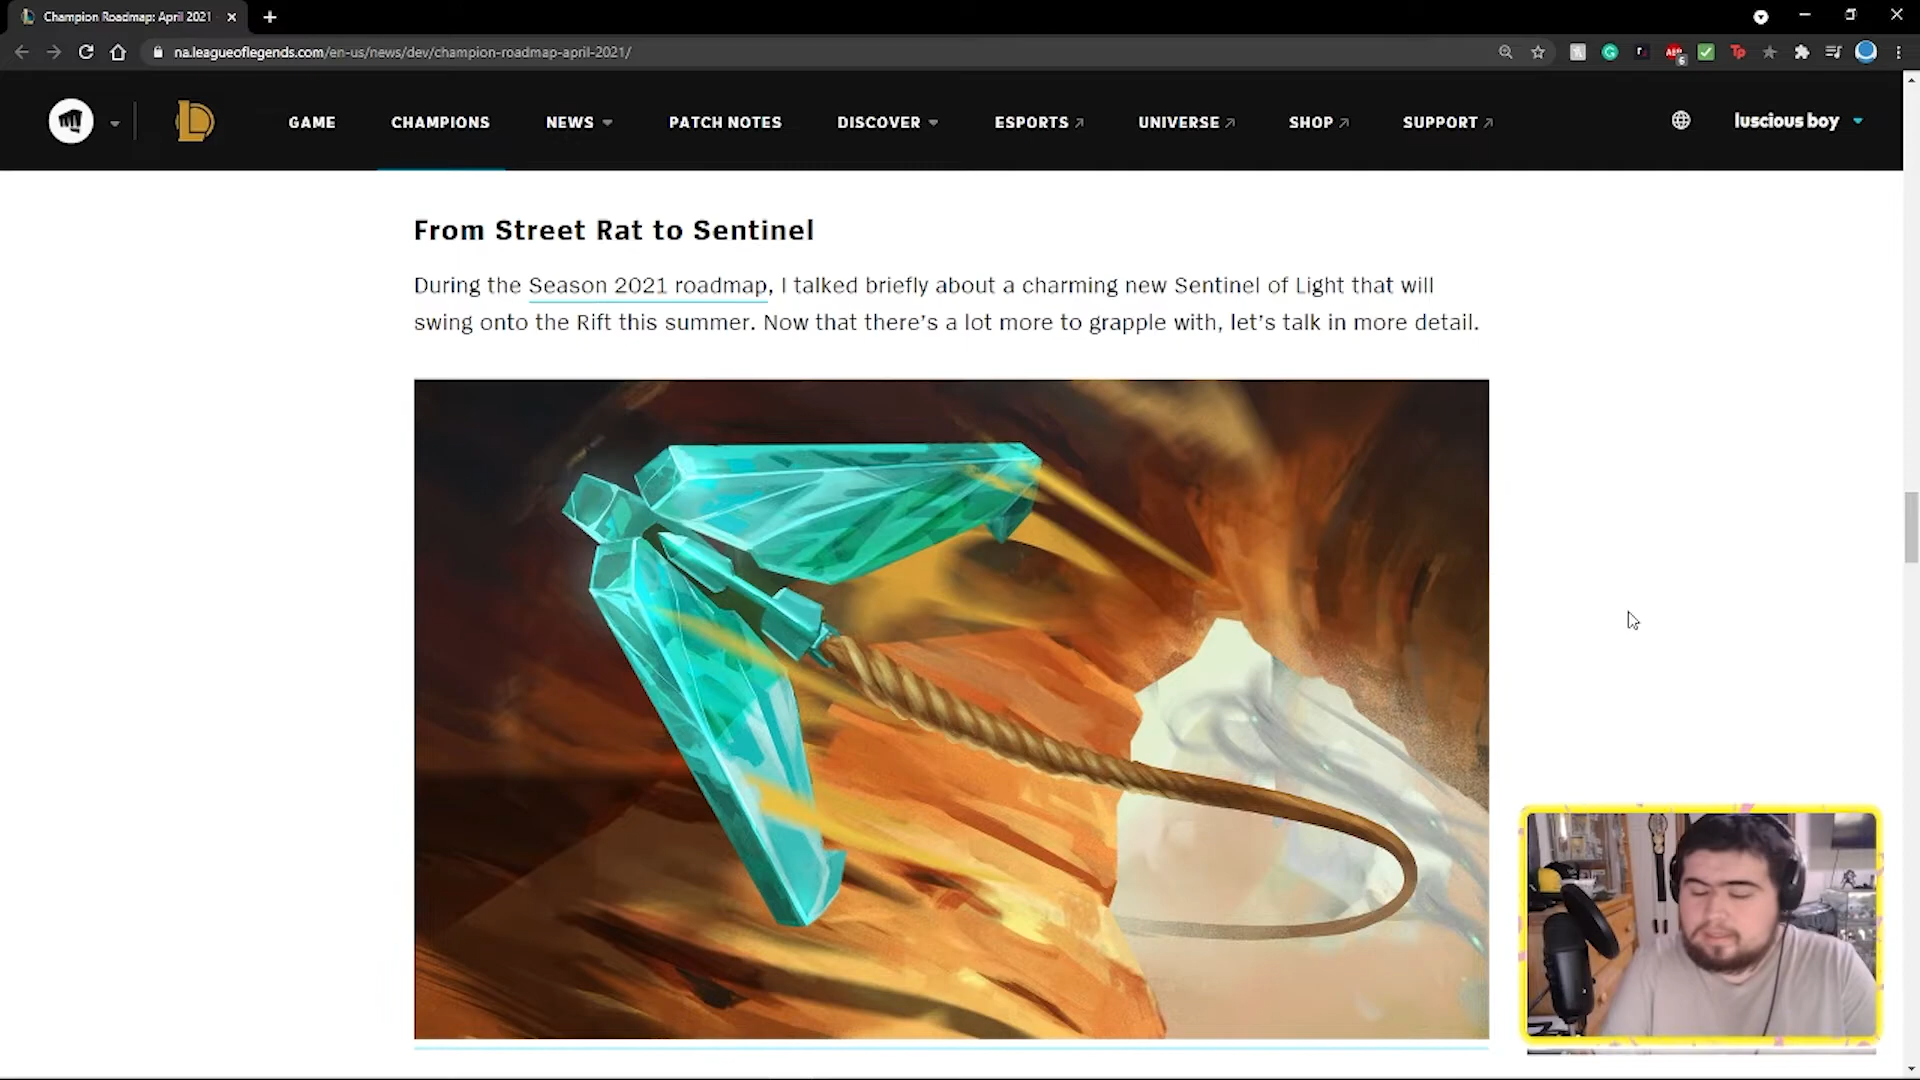 Champion Roadmap: April 2021
na.leagueoflegends.com/en-us/news/dev/champion-roadmap-april-2021/
GAME CHAMPIONS NEWS PATCH NOTES DISCOVER ESPORTS UNIVERSE SHOP SUPPORT luscious boy
From Street Rat to Sentinel
During the Season 2021 roadmap, I talked briefly about a charming new Sentinel of Light that will
swing onto the Rift this summer. Now that there's a lot more to grapple with, let's talk in more detail.